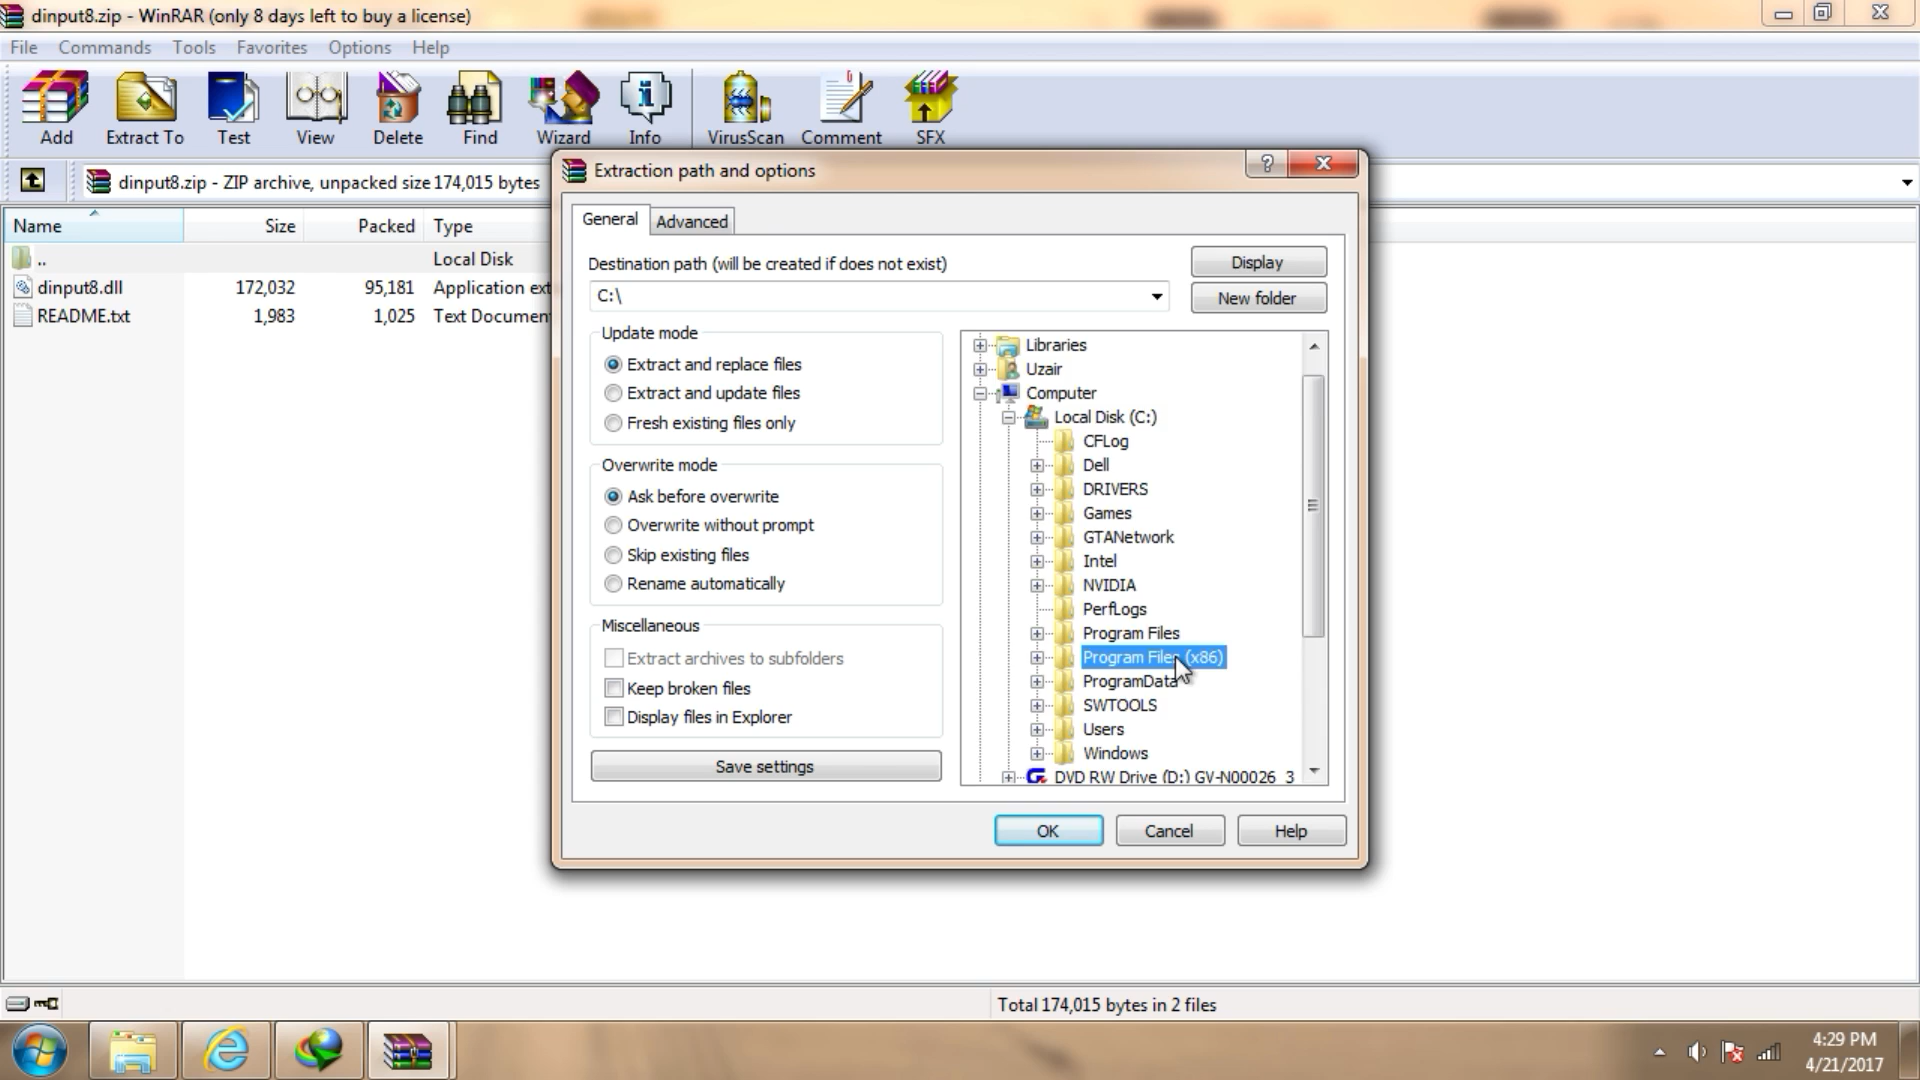 dinput8.zip - WinRAR (only 8 days left to buy a license)
File Commands Tools Favorites Options Help
Add Extract To Test View Delete Find Wizard Info VirusScan Comment SFX
dinput8.zip - ZIP archive, unpacked size 174,015 bytes
Name Size Packed Type
.. Local Disk
dinput8.dll 172,032 95,181 Application ext
README.txt 1,983 1,025 Text Documen
Extraction path and options
?
General Advanced
Destination path (will be created if does not exist)
Display
C:\
New folder
Update mode
Extract and replace files
Extract and update files
Fresh existing files only
Overwrite mode
Ask before overwrite
Overwrite without prompt
Skip existing files
Rename automatically
Miscellaneous
Extract archives to subfolders
Keep broken files
Display files in Explorer
Save settings
Libraries
Uzair
Computer
Local Disk (C:)
CFLog
Dell
DRIVERS
Games
GTANetwork
Intel
NVIDIA
PerfLogs
Program Files
Program Files (x86)
ProgramData
SWTOOLS
Users
Windows
DVD RW Drive (D:) GV-N00026_3
OK Cancel Help
Total 174,015 bytes in 2 files
4:29 PM
4/21/2017